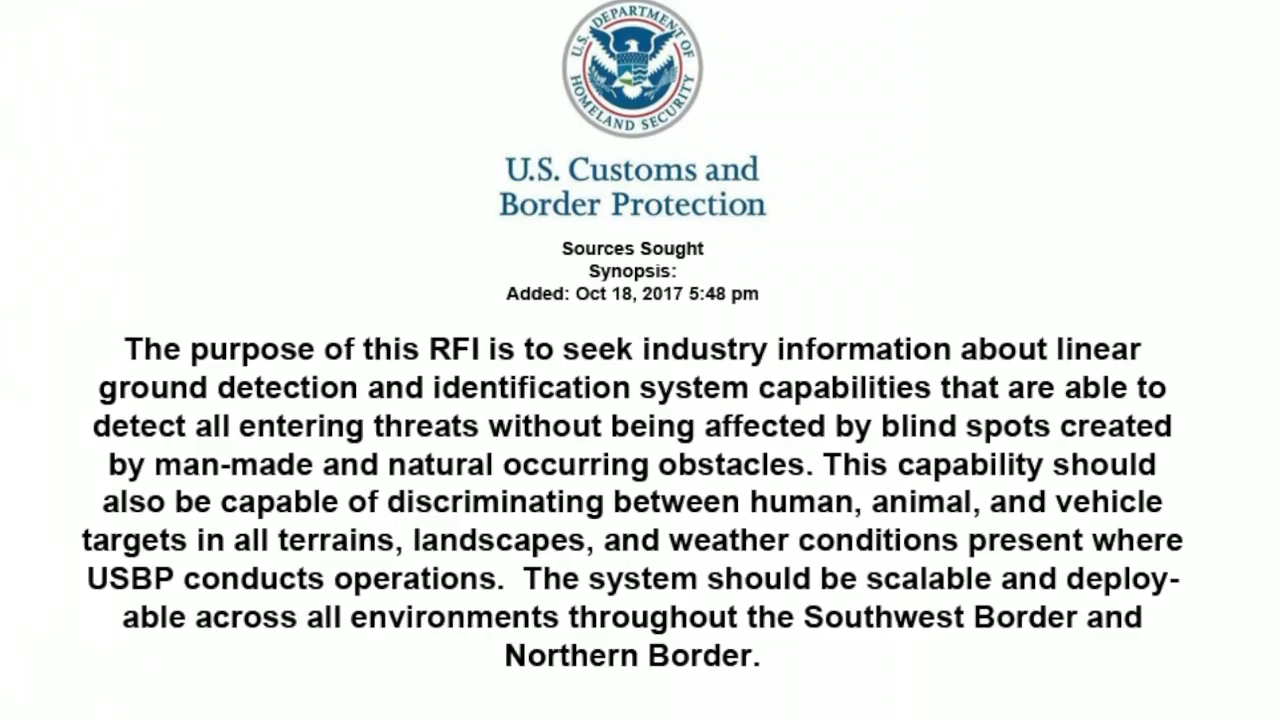 U.S. DEPARTMENT OF
HOMELAND SECURITY
U.S. Customs and
Border Protection
Sources Sought
Synopsis:
Added: Oct 18, 2017 5:48 pm
The purpose of this RFI is to seek industry information about linear
ground detection and identification system capabilities that are able to
detect all entering threats without being affected by blind spots created
by man-made and natural occurring obstacles. This capability should
also be capable of discriminating between human, animal, and vehicle
targets in all terrains, landscapes, and weather conditions present where
USBP conducts operations.  The system should be scalable and deploy-
able across all environments throughout the Southwest Border and
Northern Border.